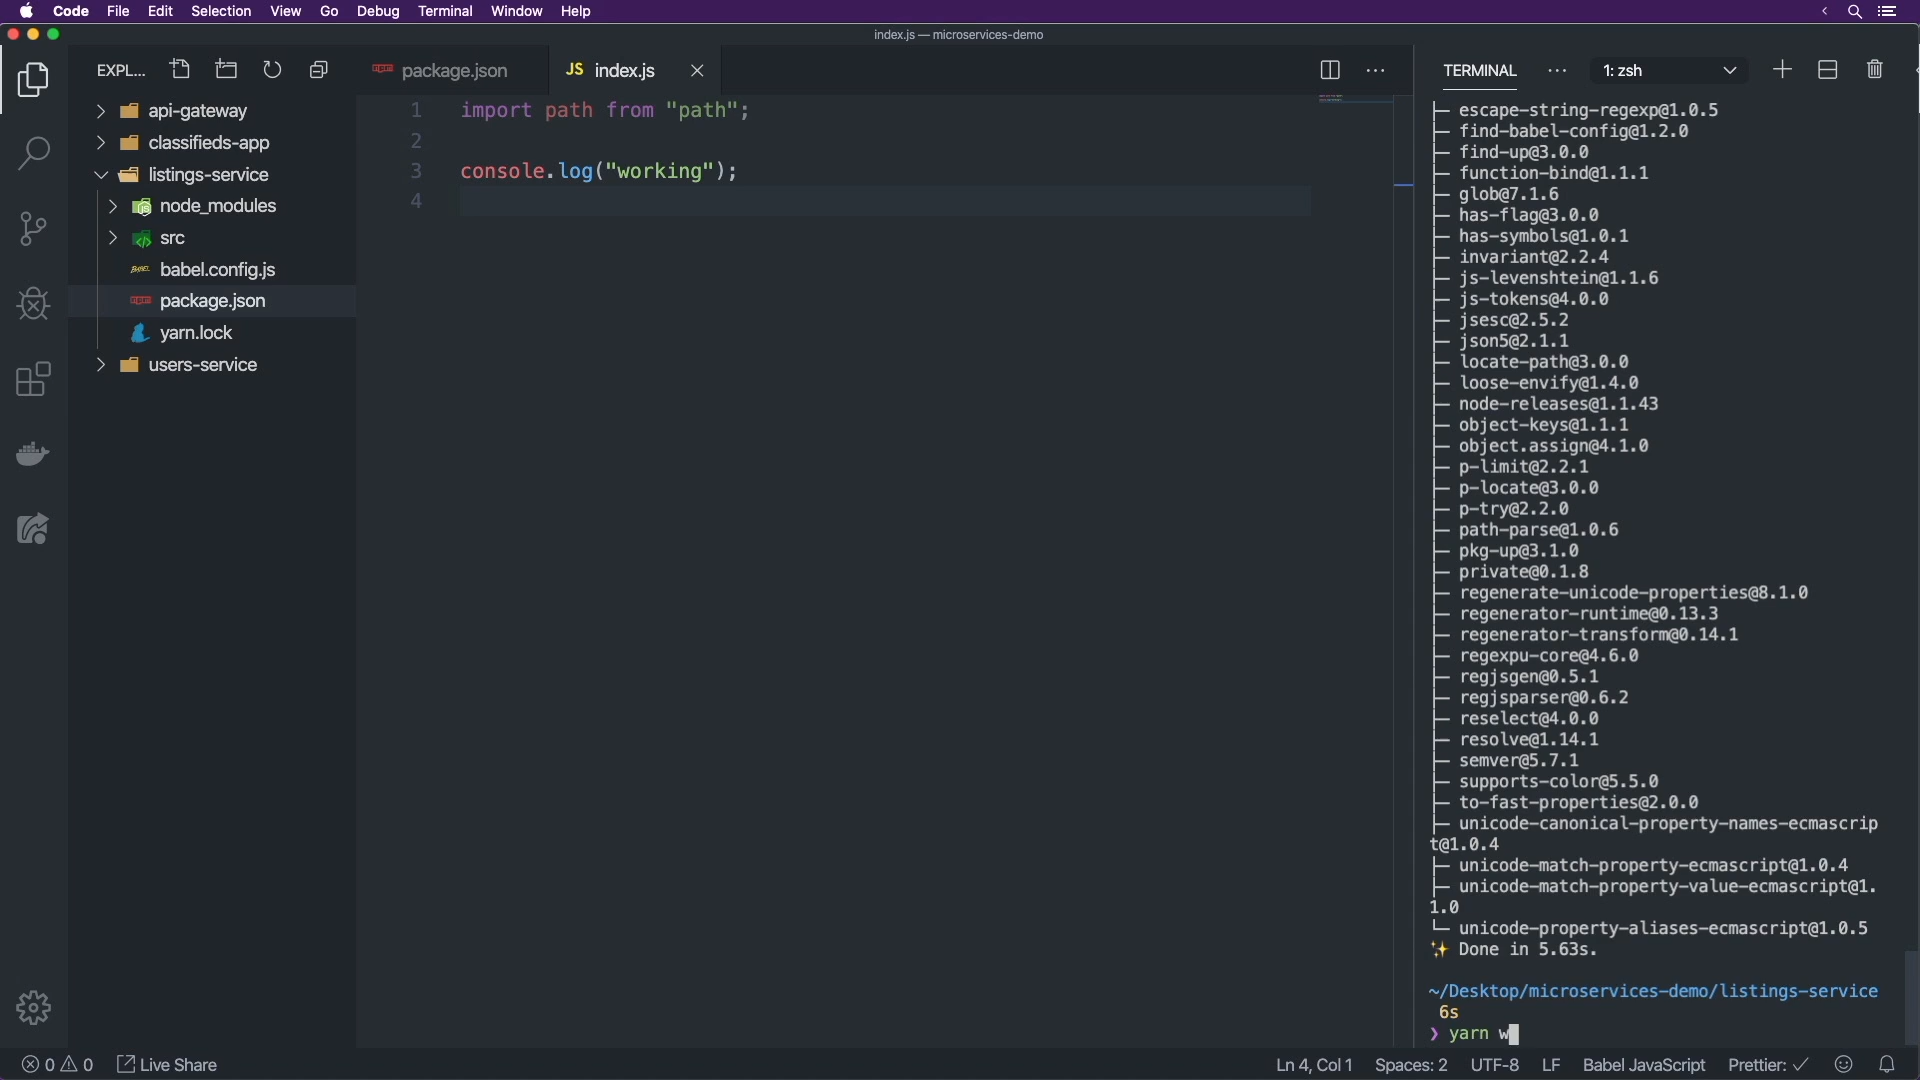 Code File Edit Selection View Go Debug Terminal Window Help
index.js — microservices-demo
EXPL...
package.json
JS index.js
TERMINAL
1: zsh
api-gateway
classifieds-app
listings-service
node_modules
src
babel.config.js
package.json
yarn.lock
users-service
1 import path from "path";
2
3 console.log("working");
4
escape-string-regexp@1.0.5
find-babel-config@1.2.0
find-up@3.0.0
function-bind@1.1.1
glob@7.1.6
has-flag@3.0.0
has-symbols@1.0.1
invariant@2.2.4
js-levenshtein@1.1.6
js-tokens@4.0.0
jsesc@2.5.2
json5@2.1.1
locate-path@3.0.0
loose-envify@1.4.0
node-releases@1.1.43
object-keys@1.1.1
object.assign@4.1.0
p-limit@2.2.1
p-locate@3.0.0
p-try@2.2.0
path-parse@1.0.6
pkg-up@3.1.0
private@0.1.8
regenerate-unicode-properties@8.1.0
regenerator-runtime@0.13.3
regenerator-transform@0.14.1
regexpu-core@4.6.0
regjsgen@0.5.1
regjsparser@0.6.2
reselect@4.0.0
resolve@1.14.1
semver@5.7.1
supports-color@5.5.0
to-fast-properties@2.0.0
unicode-canonical-property-names-ecmascrip
t@1.0.4
unicode-match-property-ecmascript@1.0.4
unicode-match-property-value-ecmascript@1.
1.0
unicode-property-aliases-ecmascript@1.0.5
✨ Done in 5.63s.
~/Desktop/microservices-demo/listings-service
6s
❯ yarn w
0 0 Live Share
Ln 4, Col 1 Spaces: 2 UTF-8 LF Babel JavaScript Prettier: ✓